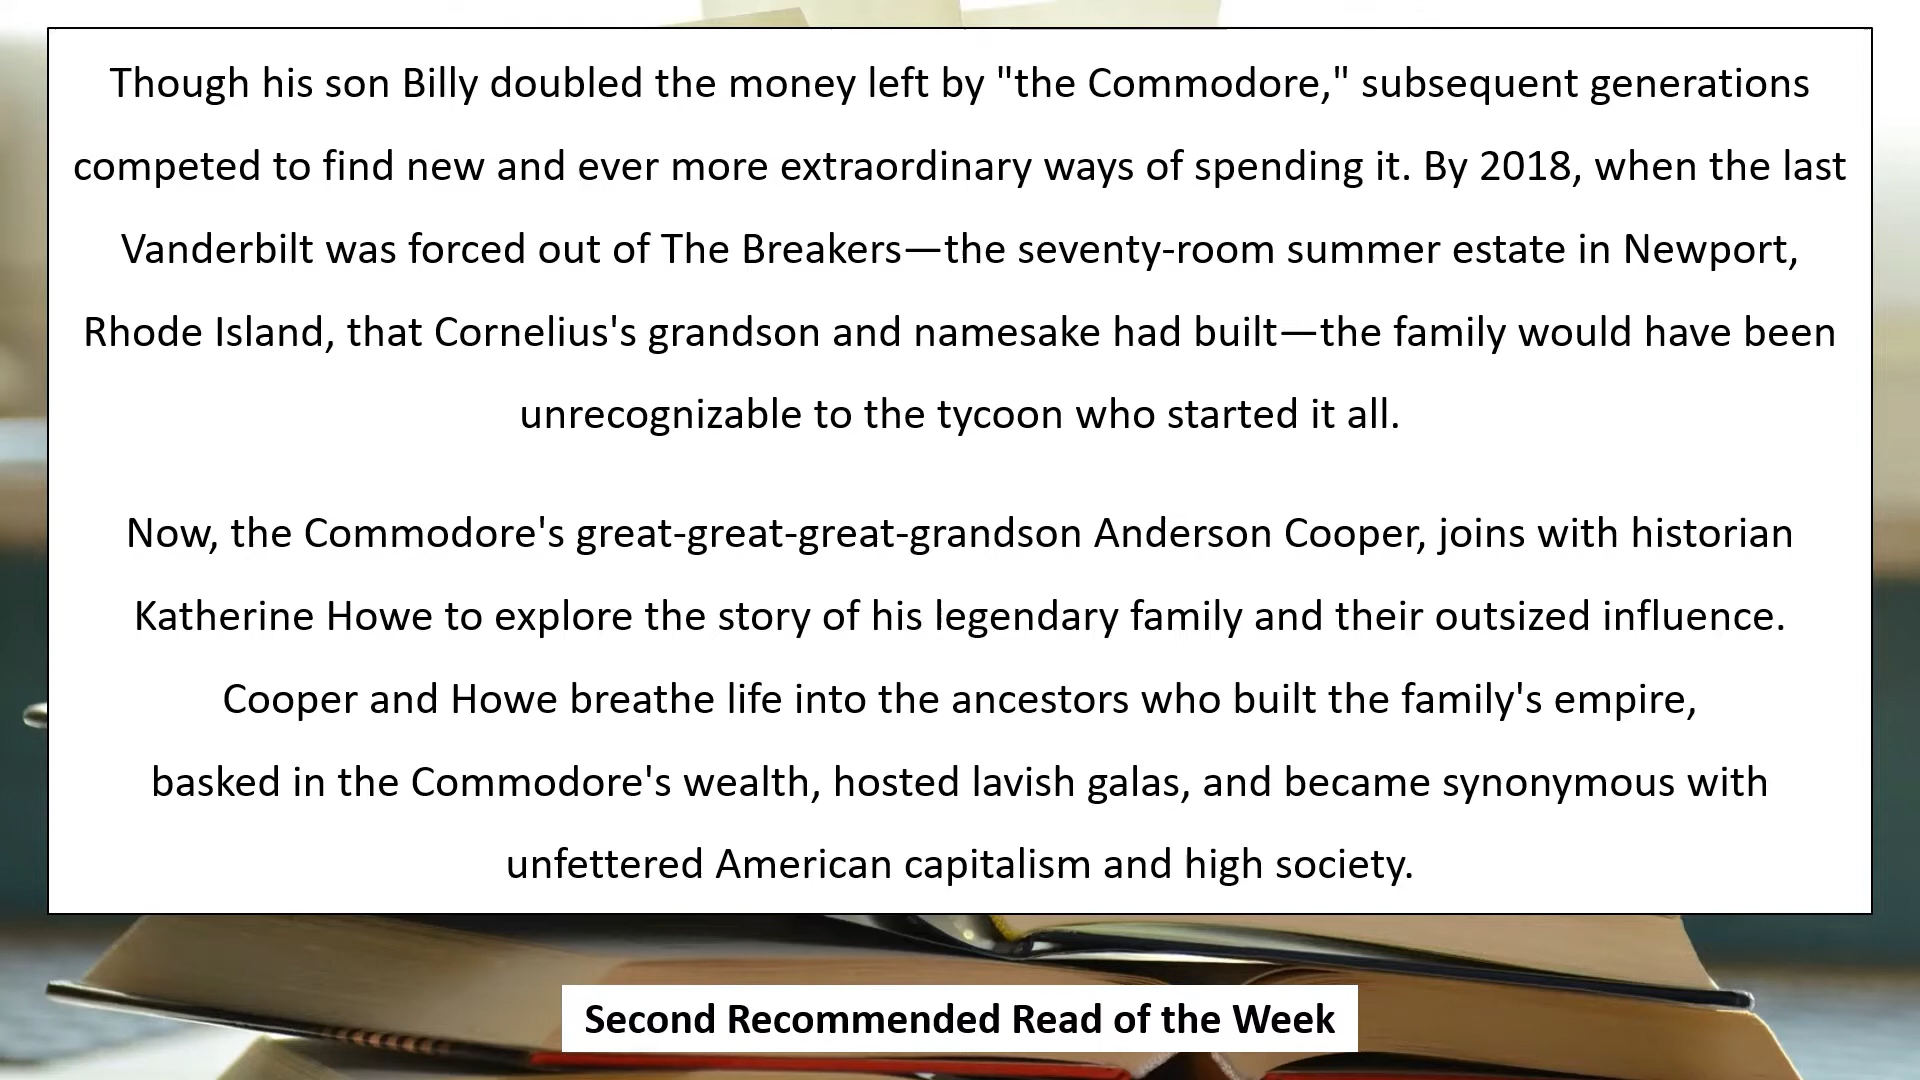 Though his son Billy doubled the money left by "the Commodore," subsequent generations
competed to find new and ever more extraordinary ways of spending it. By 2018, when the last
Vanderbilt was forced out of The Breakers—the seventy-room summer estate in Newport,
Rhode Island, that Cornelius's grandson and namesake had built—the family would have been
unrecognizable to the tycoon who started it all.
Now, the Commodore's great-great-great-grandson Anderson Cooper, joins with historian
Katherine Howe to explore the story of his legendary family and their outsized influence.
Cooper and Howe breathe life into the ancestors who built the family's empire,
basked in the Commodore's wealth, hosted lavish galas, and became synonymous with
unfettered American capitalism and high society.
Second Recommended Read of the Week